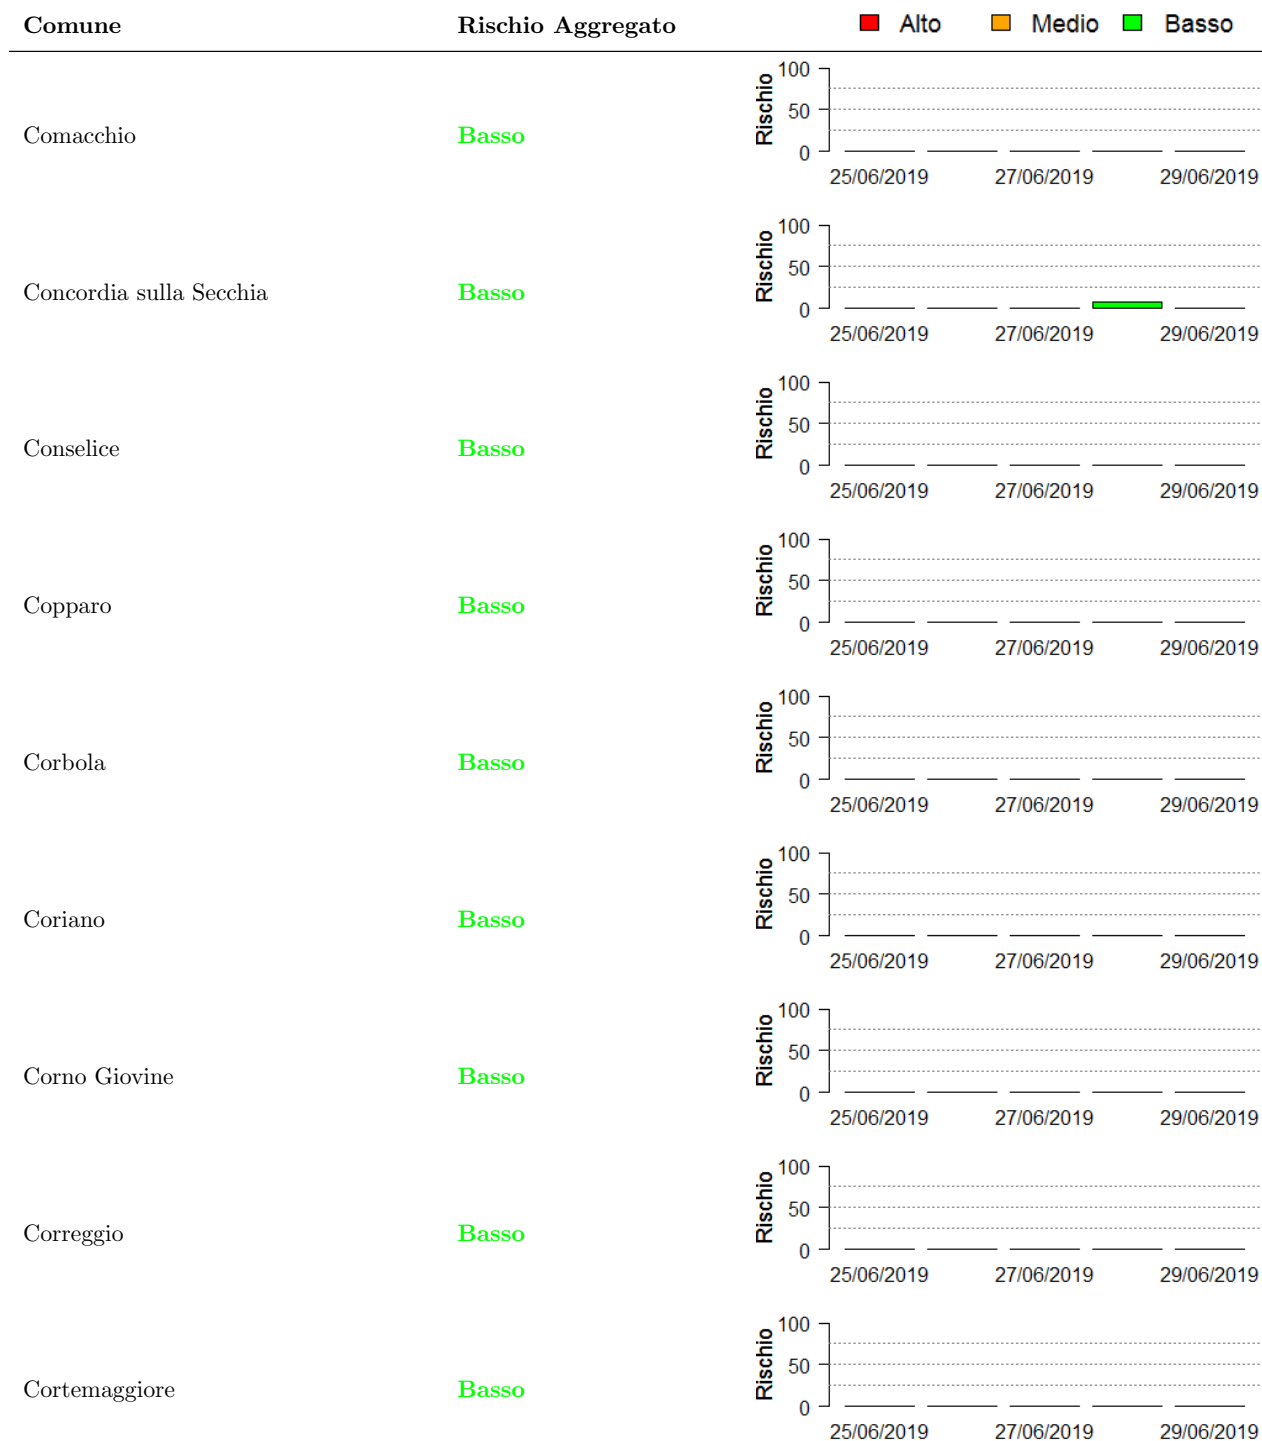 Comune Rischio Aggregato Alto Medio Basso
Comacchio Basso Rischio 100 50 0
25/06/2019 27/06/2019 29/06/2019
Concordia sulla Secchia Basso Rischio 100 50 0
25/06/2019 27/06/2019 29/06/2019
Conselice Basso Rischio 100 50 0
25/06/2019 27/06/2019 29/06/2019
Copparo Basso Rischio 100 50 0
25/06/2019 27/06/2019 29/06/2019
Corbola Basso Rischio 100 50 0
25/06/2019 27/06/2019 29/06/2019
Coriano Basso Rischio 100 50 0
25/06/2019 27/06/2019 29/06/2019
Corno Giovine Basso Rischio 100 50 0
25/06/2019 27/06/2019 29/06/2019
Correggio Basso Rischio 100 50 0
25/06/2019 27/06/2019 29/06/2019
Cortemaggiore Basso Rischio 100 50 0
25/06/2019 27/06/2019 29/06/2019